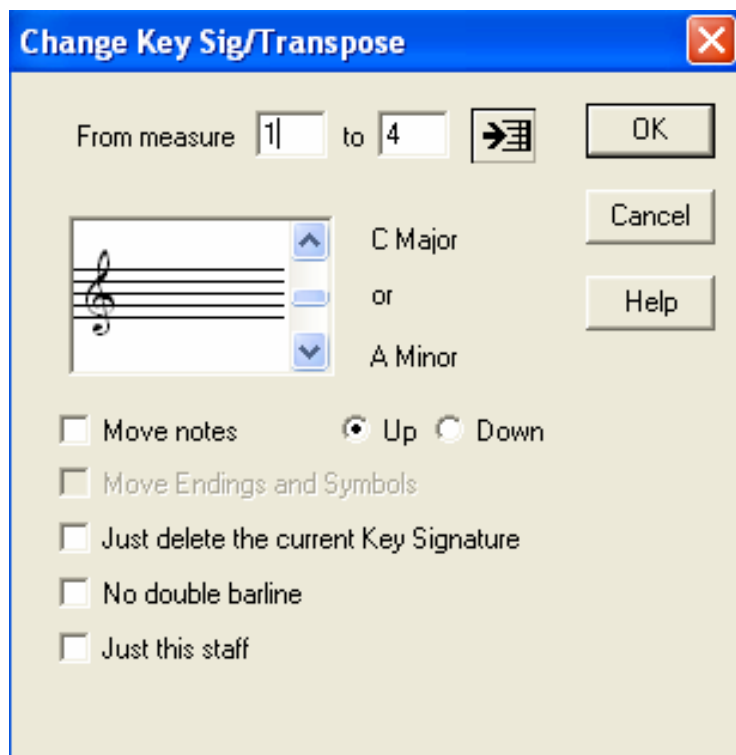 Change Key Sig/Transpose
From measure 1 to 4
OK
Cancel
Help
C Major
or
A Minor
Move notes Up Down
Move Endings and Symbols
Just delete the current Key Signature
No double barline
Just this staff